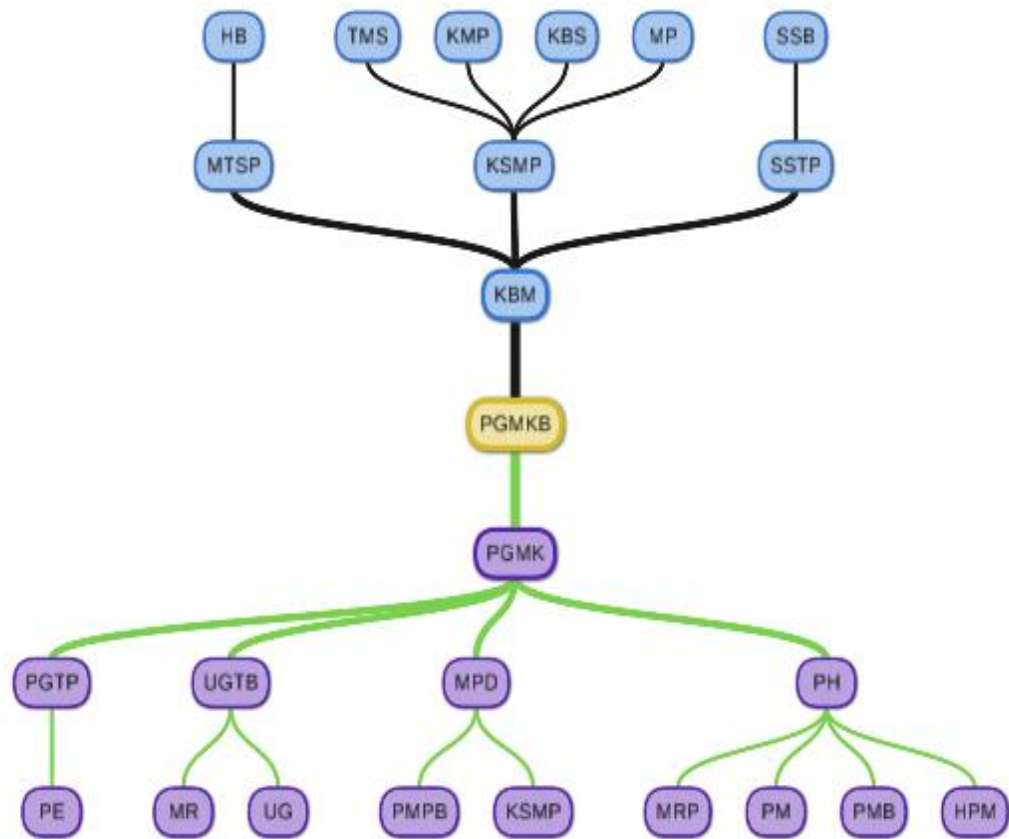 HB
TMS
KMP
KBS
MP
SSB
MTSP
KSMP
SSTP
KBM
PGMKB
PGMK
PGTP
UGTB
MPD
PH
PE
MR
UG
PMPB
KSMP
MRP
PM
PMB
HPM